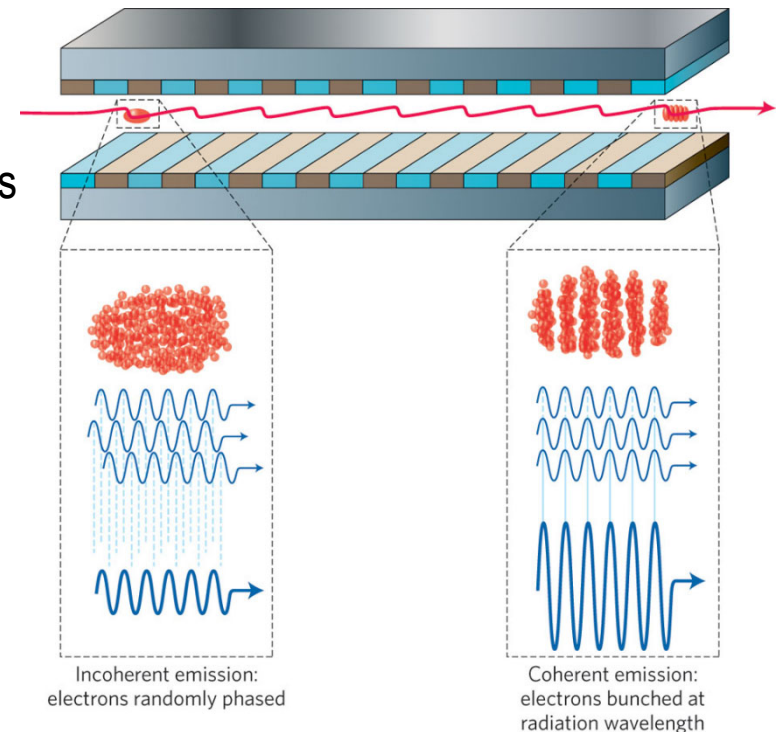 s
Incoherent emission:
electrons randomly phased
Coherent emission:
electrons bunched at
radiation wavelength